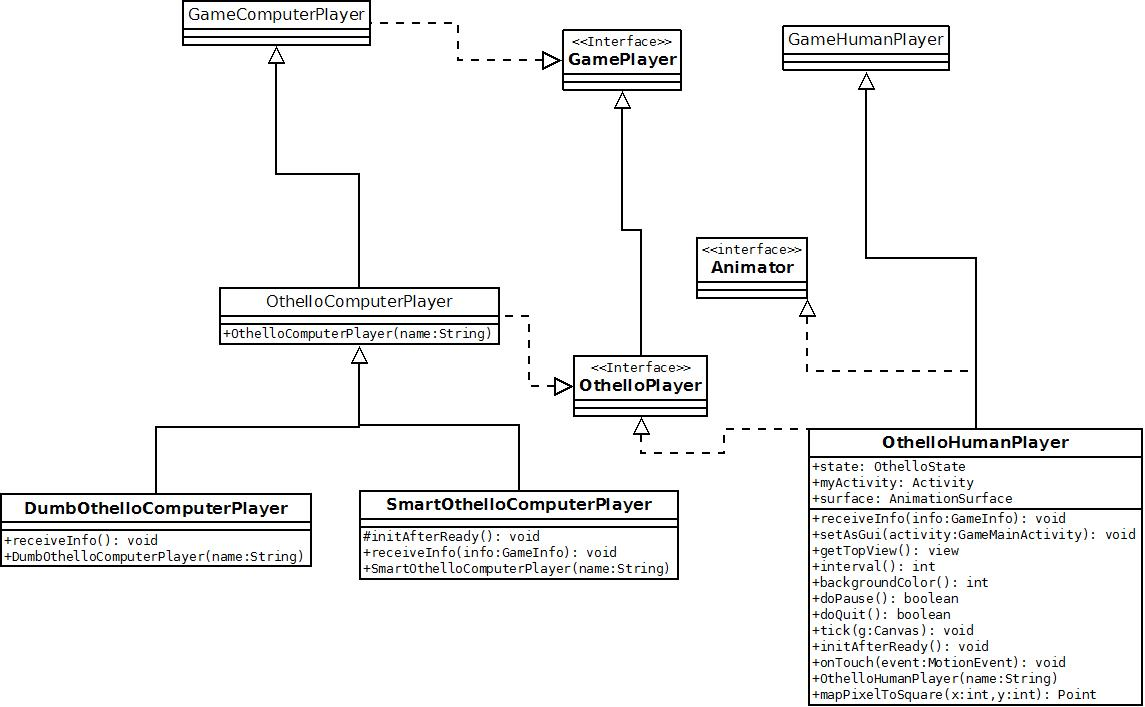 GameComputerPlayer
<<Interface>>
GamePlayer
GameHumanPlayer
<<interface>>
Animator
OthelloComputerPlayer
+OthelloComputerPlayer(name:String)
<<Interface>>
OthelloPlayer
DumbOthelloComputerPlayer
+receiveInfo(): void
+DumbOthelloComputerPlayer(name:String)
SmartOthelloComputerPlayer
#initAfterReady(): void
+receiveInfo(info:GameInfo): void
+SmartOthelloComputerPlayer(name:String)
OthelloHumanPlayer
+state: OthelloState
+myActivity: Activity
+surface: AnimationSurface
+receiveInfo(info:GameInfo): void
+setAsGui(activity:GameMainActivity): void
+getTopView(): view
+interval(): int
+backgroundColor(): int
+doPause(): boolean
+doQuit(): boolean
+tick(g:Canvas): void
+initAfterReady(): void
+onTouch(event:MotionEvent): void
+OthelloHumanPlayer(name:String)
+mapPixelToSquare(x:int,y:int): Point